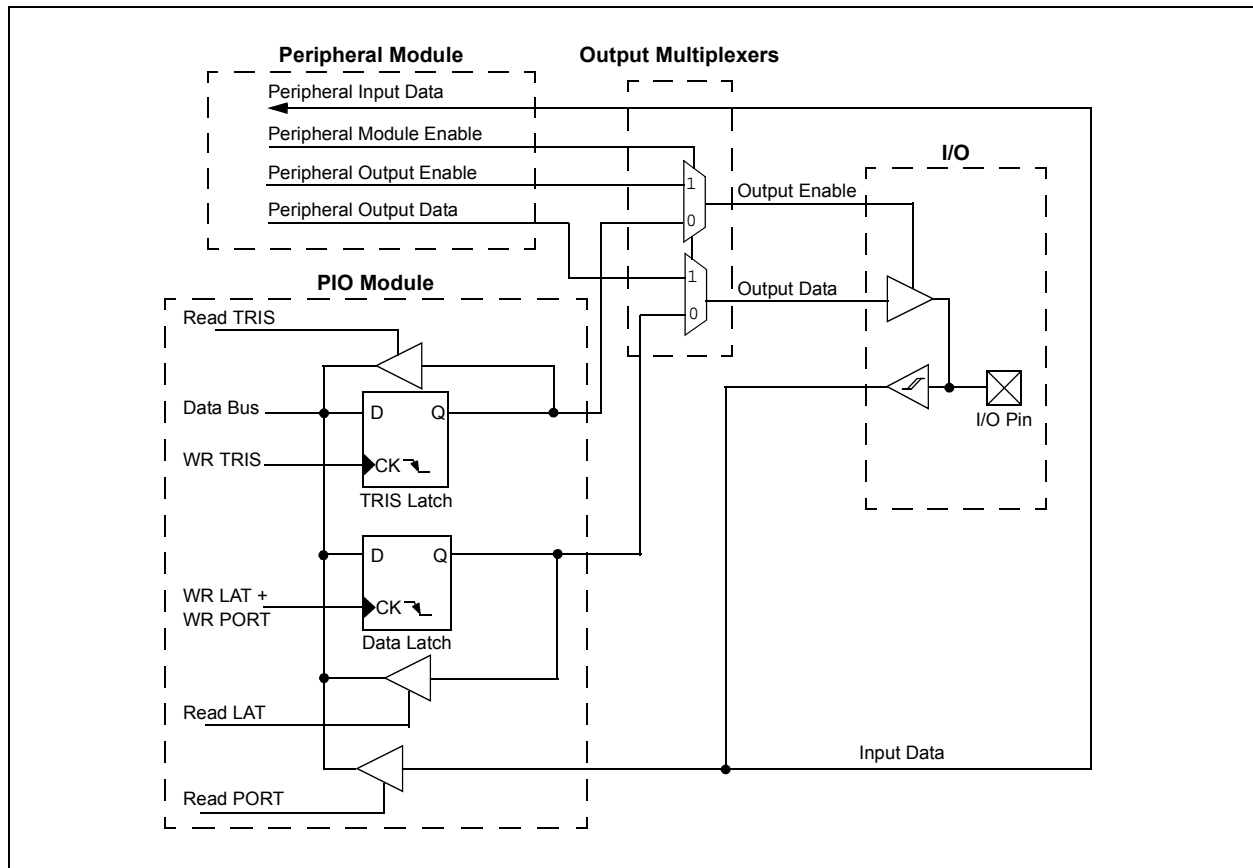 Peripheral Module
Output Multiplexers
Peripheral Input Data
Peripheral Module Enable
I/O
Peripheral Output Enable
1
Output Enable
Peripheral Output Data
0
PIO Module
1
Output Data
0
Read TRIS
Data Bus
D Q
I/O Pin
WR TRIS
CK
TRIS Latch
D Q
WR LAT +
WR PORT
CK
Data Latch
Read LAT
Input Data
Read PORT